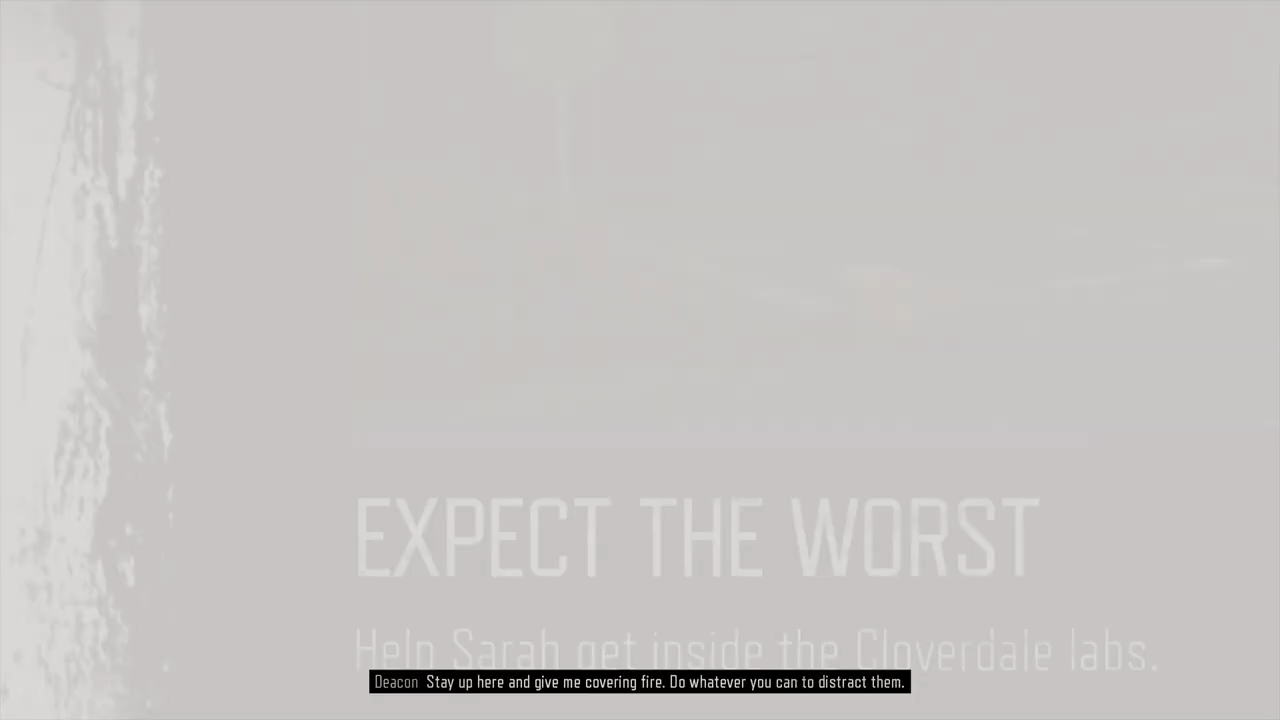 EXPECT THE WORST
Help Sarah get inside the Cloverdale labs.
Deacon Stay up here and give me covering fire. Do whatever you can to distract them.